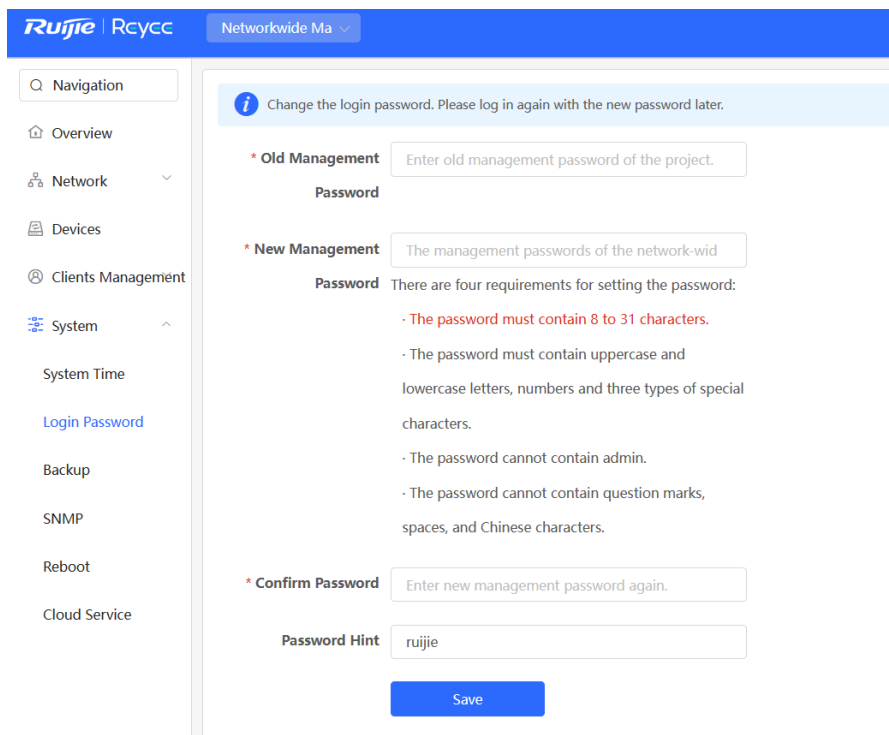 Ruijie | Reyee
Networkwide Ma
Navigation
Overview
Network
Devices
Clients Management
System
System Time
Login Password
Backup
SNMP
Reboot
Cloud Service
i Change the login password. Please log in again with the new password later.
* Old Management
Password
Enter old management password of the project.
* New Management
Password
The management passwords of the network-wid
There are four requirements for setting the password:
· The password must contain 8 to 31 characters.
· The password must contain uppercase and
lowercase letters, numbers and three types of special
characters.
· The password cannot contain admin.
· The password cannot contain question marks,
spaces, and Chinese characters.
* Confirm Password
Enter new management password again.
Password Hint
ruijie
Save